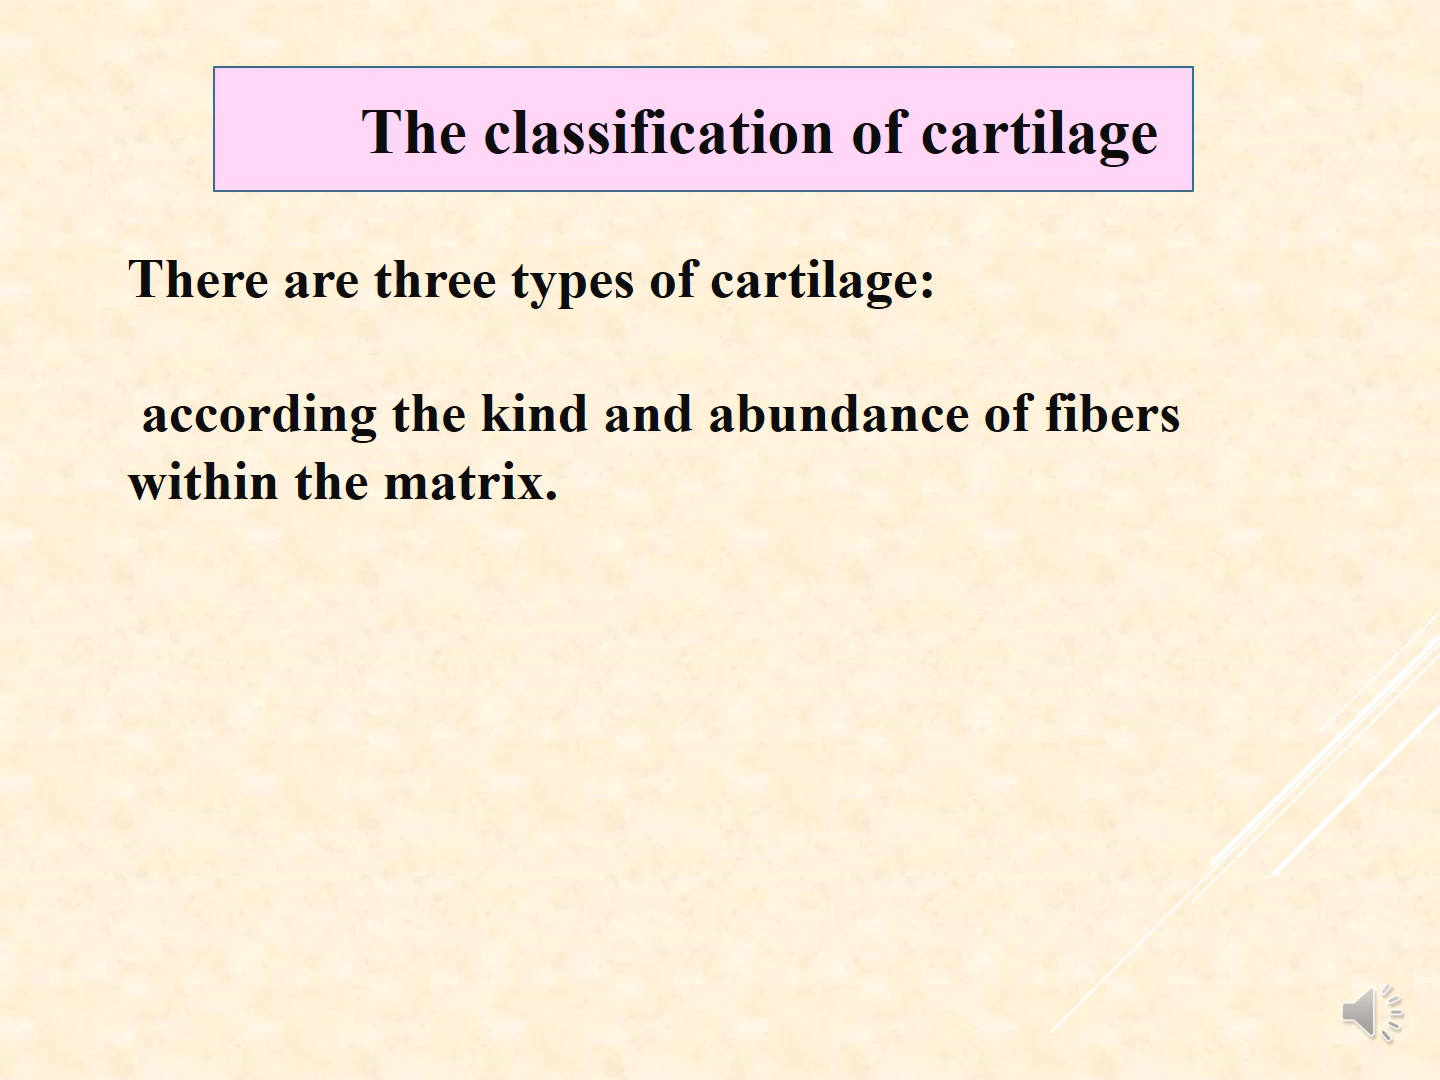 The classification of cartilage
There are three types of cartilage:
according the kind and abundance of fibers
within the matrix.